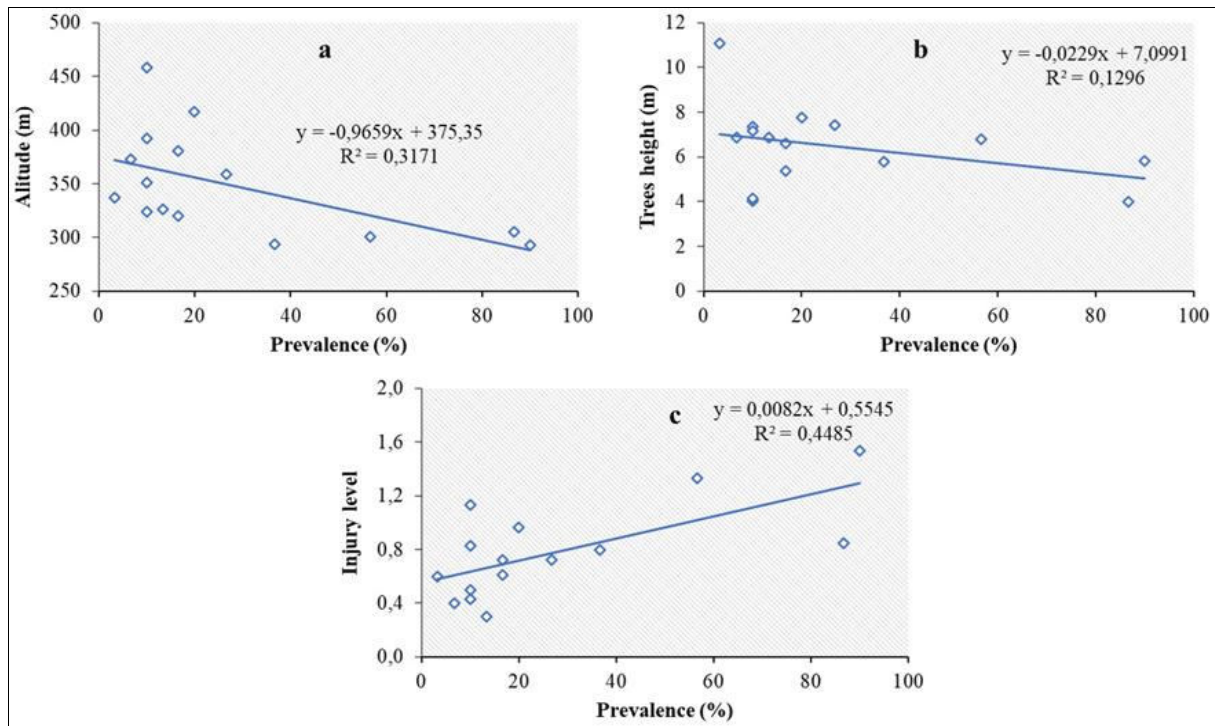 a
y = -0,9659x + 375,35
R² = 0,3171
Alitude (m)
500
450
400
350
300
250
0 20 40 60 80 100
Prevalence (%)
b
y = -0,0229x + 7,0991
R² = 0,1296
Trees height (m)
12
10
8
6
4
2
0
0 20 40 60 80 100
Prevalence (%)
c
y = 0,0082x + 0,5545
R² = 0,4485
Injury level
2,0
1,6
1,2
0,8
0,4
0,0
0 20 40 60 80 100
Prevalence (%)